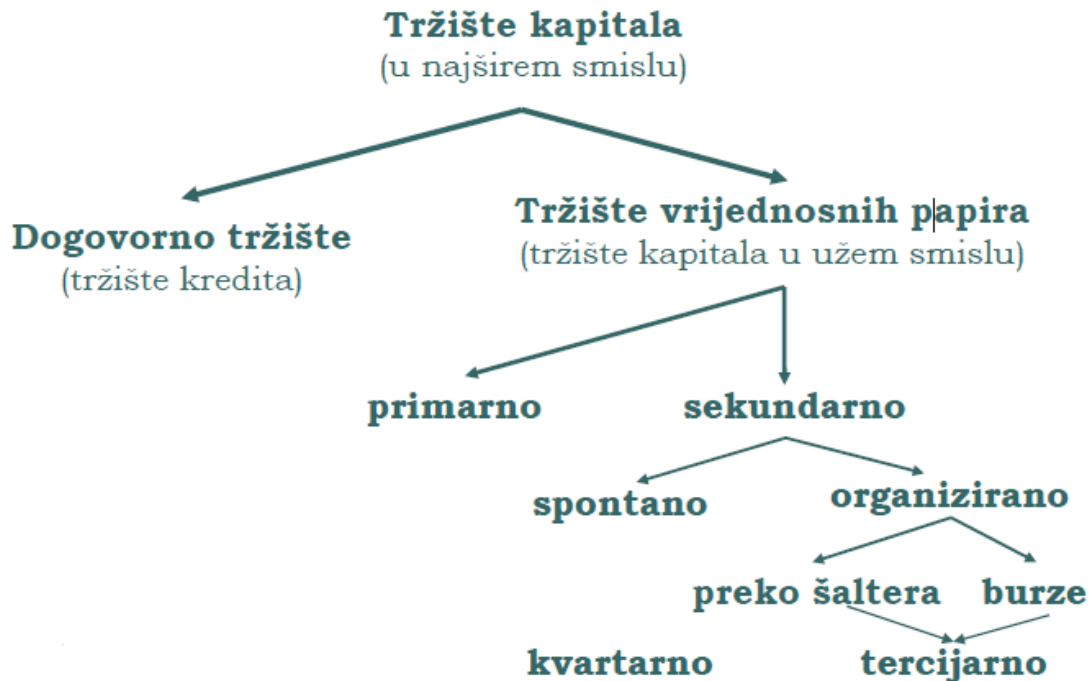 Tržište kapitala
(u najširem smislu)
Dogovorno tržište
(tržište kredita)
Tržište vrijednosnih papira
(tržište kapitala u užem smislu)
primarno
sekundarno
spontano
organizirano
preko šaltera
burze
kvartarno
tercijarno